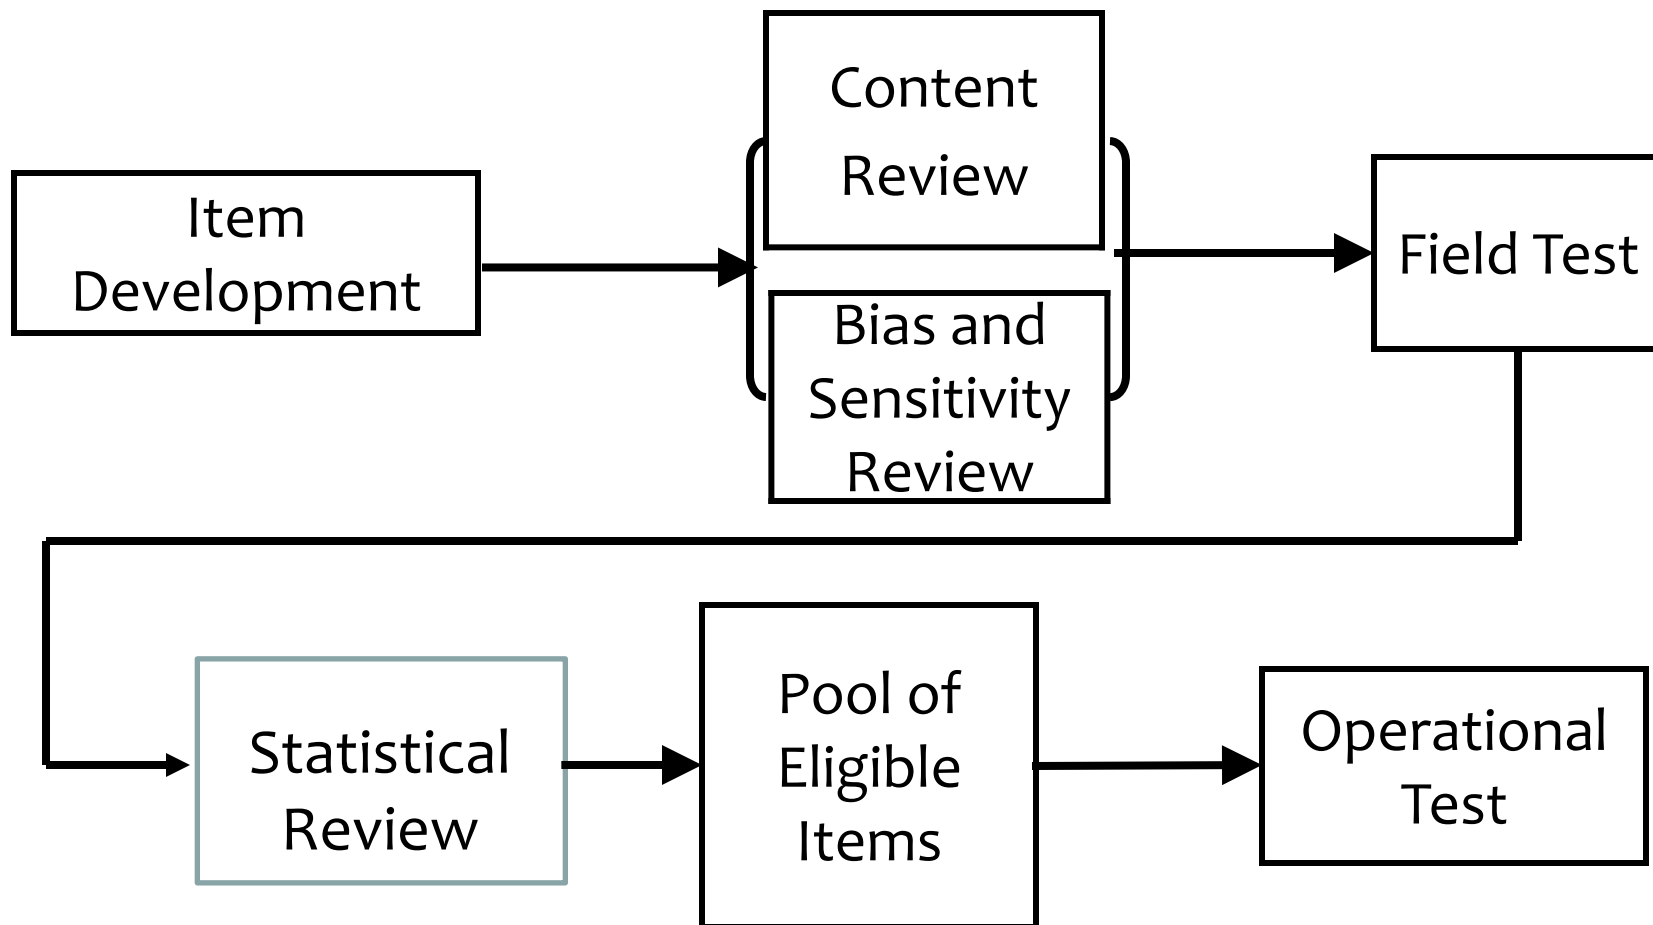 Item
Development
Content
Review
Bias and
Sensitivity
Review
Field Test
Statistical
Review
Pool of
Eligible
Items
Operational
Test